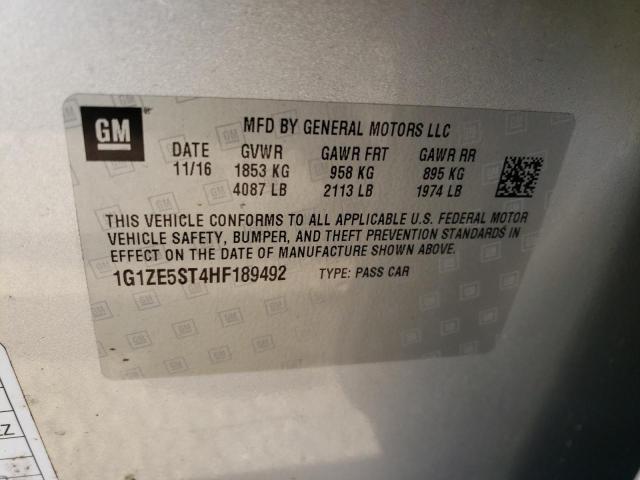 GM
MFD BY GENERAL MOTORS LLC
DATE GVWR GAWR FRT GAWR RR
11/16 1853 KG 958 KG 895 KG
4087 LB 2113 LB 1974 LB
THIS VEHICLE CONFORMS TO ALL APPLICABLE U.S. FEDERAL MOTOR
VEHICLE SAFETY, BUMPER, AND THEFT PREVENTION STANDARDS IN
EFFECT ON THE DATE OF MANUFACTURE SHOWN ABOVE.
1G1ZE5ST4HF189492 TYPE: PASS CAR